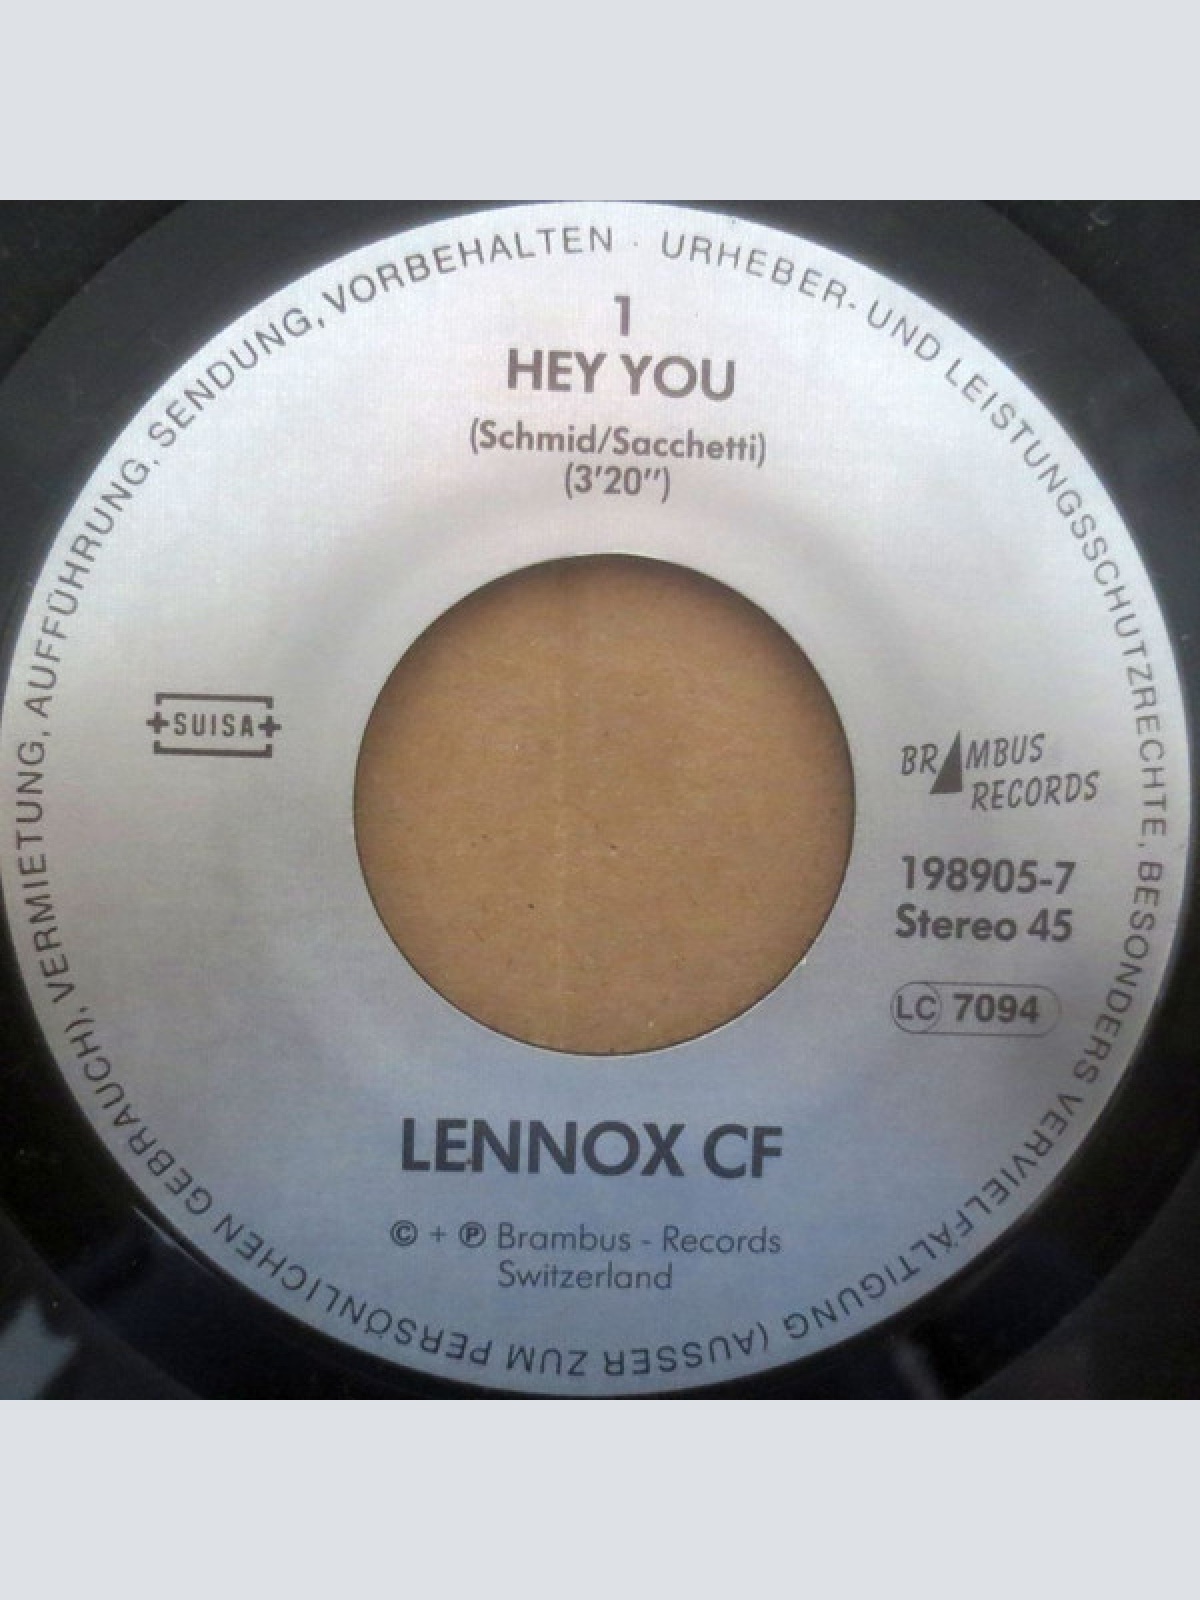 URHEBER- UND LEISTUNGSSCHUTZRECHTE, BESONDERS VERVIELFÄLTIGUNG (AUSSER ZUM PERSÖNLICHEN GEBRAUCH), VERMIETUNG, AUFFÜHRUNG, SENDUNG, VORBEHALTEN ·
1
HEY YOU
(Schmid/Sacchetti)
(3'20")
+SUISA+
BRAMBUS
RECORDS
198905-7
Stereo 45
LC 7094
LENNOX CF
© + ℗ Brambus - Records
Switzerland